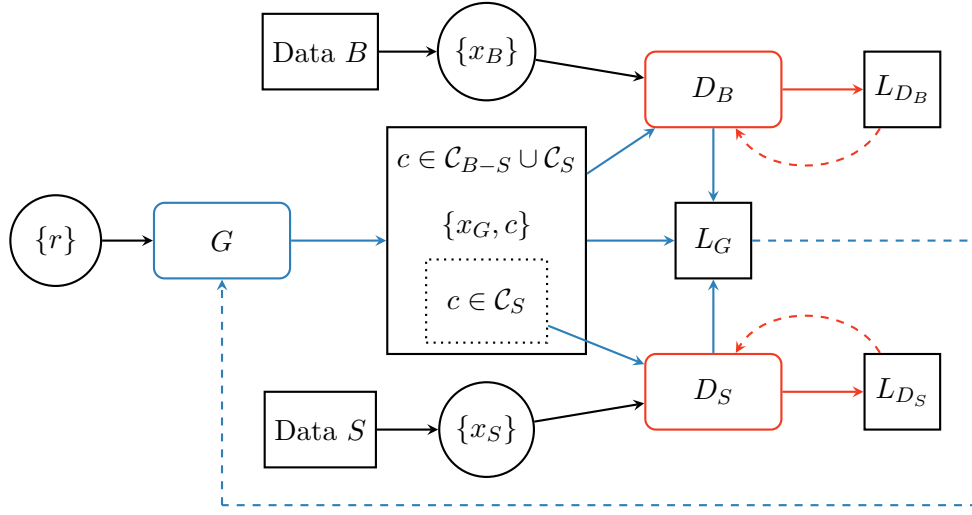 Data B
{x_B}
D_B
L_{D_B}
c ∈ 𝒞_{B−S} ∪ 𝒞_S
{r}
G
{x_G, c}
L_G
c ∈ 𝒞_S
Data S
{x_S}
D_S
L_{D_S}